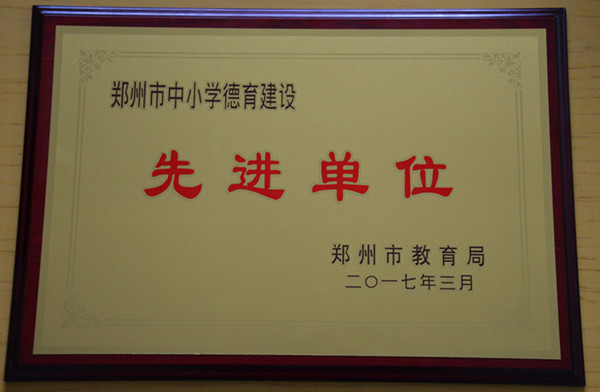 郑州市中小学德育建设
先进单位
郑州市教育局
二〇一七年三月